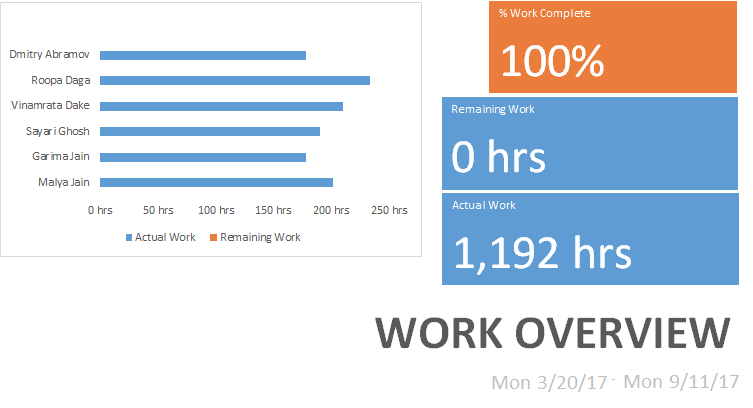 Dmitry Abramov
Roopa Daga
Vinamrata Dake
Sayari Ghosh
Garima Jain
Malya Jain
0 hrs 50 hrs 100 hrs 150 hrs 200 hrs 250 hrs
Actual Work Remaining Work
% Work Complete
100%
Remaining Work
0 hrs
Actual Work
1,192 hrs
WORK OVERVIEW
Mon 3/20/17 - Mon 9/11/17